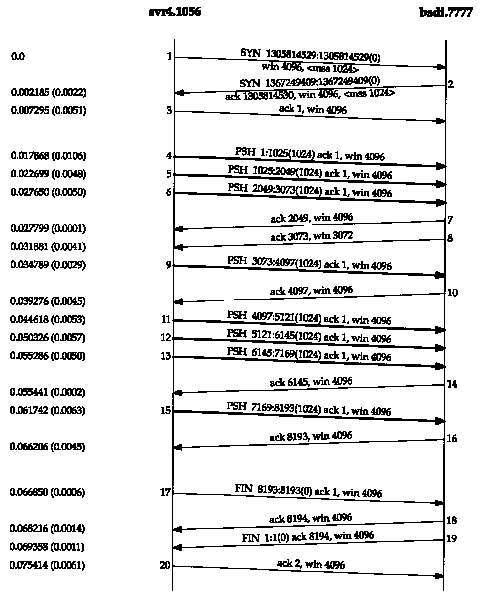 svr4.1056 bsdi.7777
0.0 1 SYN 1305814529:1305814529(0)
win 4096, <mss 1024>
SYN 1367249409:1367249409(0) 2
0.002185 (0.0022) ack 1305814530, win 4096, <mss 1024>
0.007295 (0.0051) 3 ack 1, win 4096
0.017868 (0.0106) 4 PSH 1:1025(1024) ack 1, win 4096
0.022699 (0.0048) 5 PSH 1025:2049(1024) ack 1, win 4096
0.027650 (0.0050) 6 PSH 2049:3073(1024) ack 1, win 4096
0.027799 (0.0001) ack 2049, win 4096 7
0.031881 (0.0041) ack 3073, win 3072 8
0.034789 (0.0029) 9 PSH 3073:4097(1024) ack 1, win 4096
0.039276 (0.0045) ack 4097, win 4096 10
0.044618 (0.0053) 11 PSH 4097:5121(1024) ack 1, win 4096
0.050326 (0.0057) 12 PSH 5121:6145(1024) ack 1, win 4096
0.055286 (0.0050) 13 PSH 6145:7169(1024) ack 1, win 4096
0.055441 (0.0002) ack 6145, win 4096 14
0.061742 (0.0063) 15 PSH 7169:8193(1024) ack 1, win 4096
0.066206 (0.0045) ack 8193, win 4096 16
0.066850 (0.0006) 17 FIN 8193:8193(0) ack 1, win 4096
0.068216 (0.0014) ack 8194, win 4096 18
0.069358 (0.0011) FIN 1:1(0) ack 8194, win 4096 19
0.075414 (0.0061) 20 ack 2, win 4096